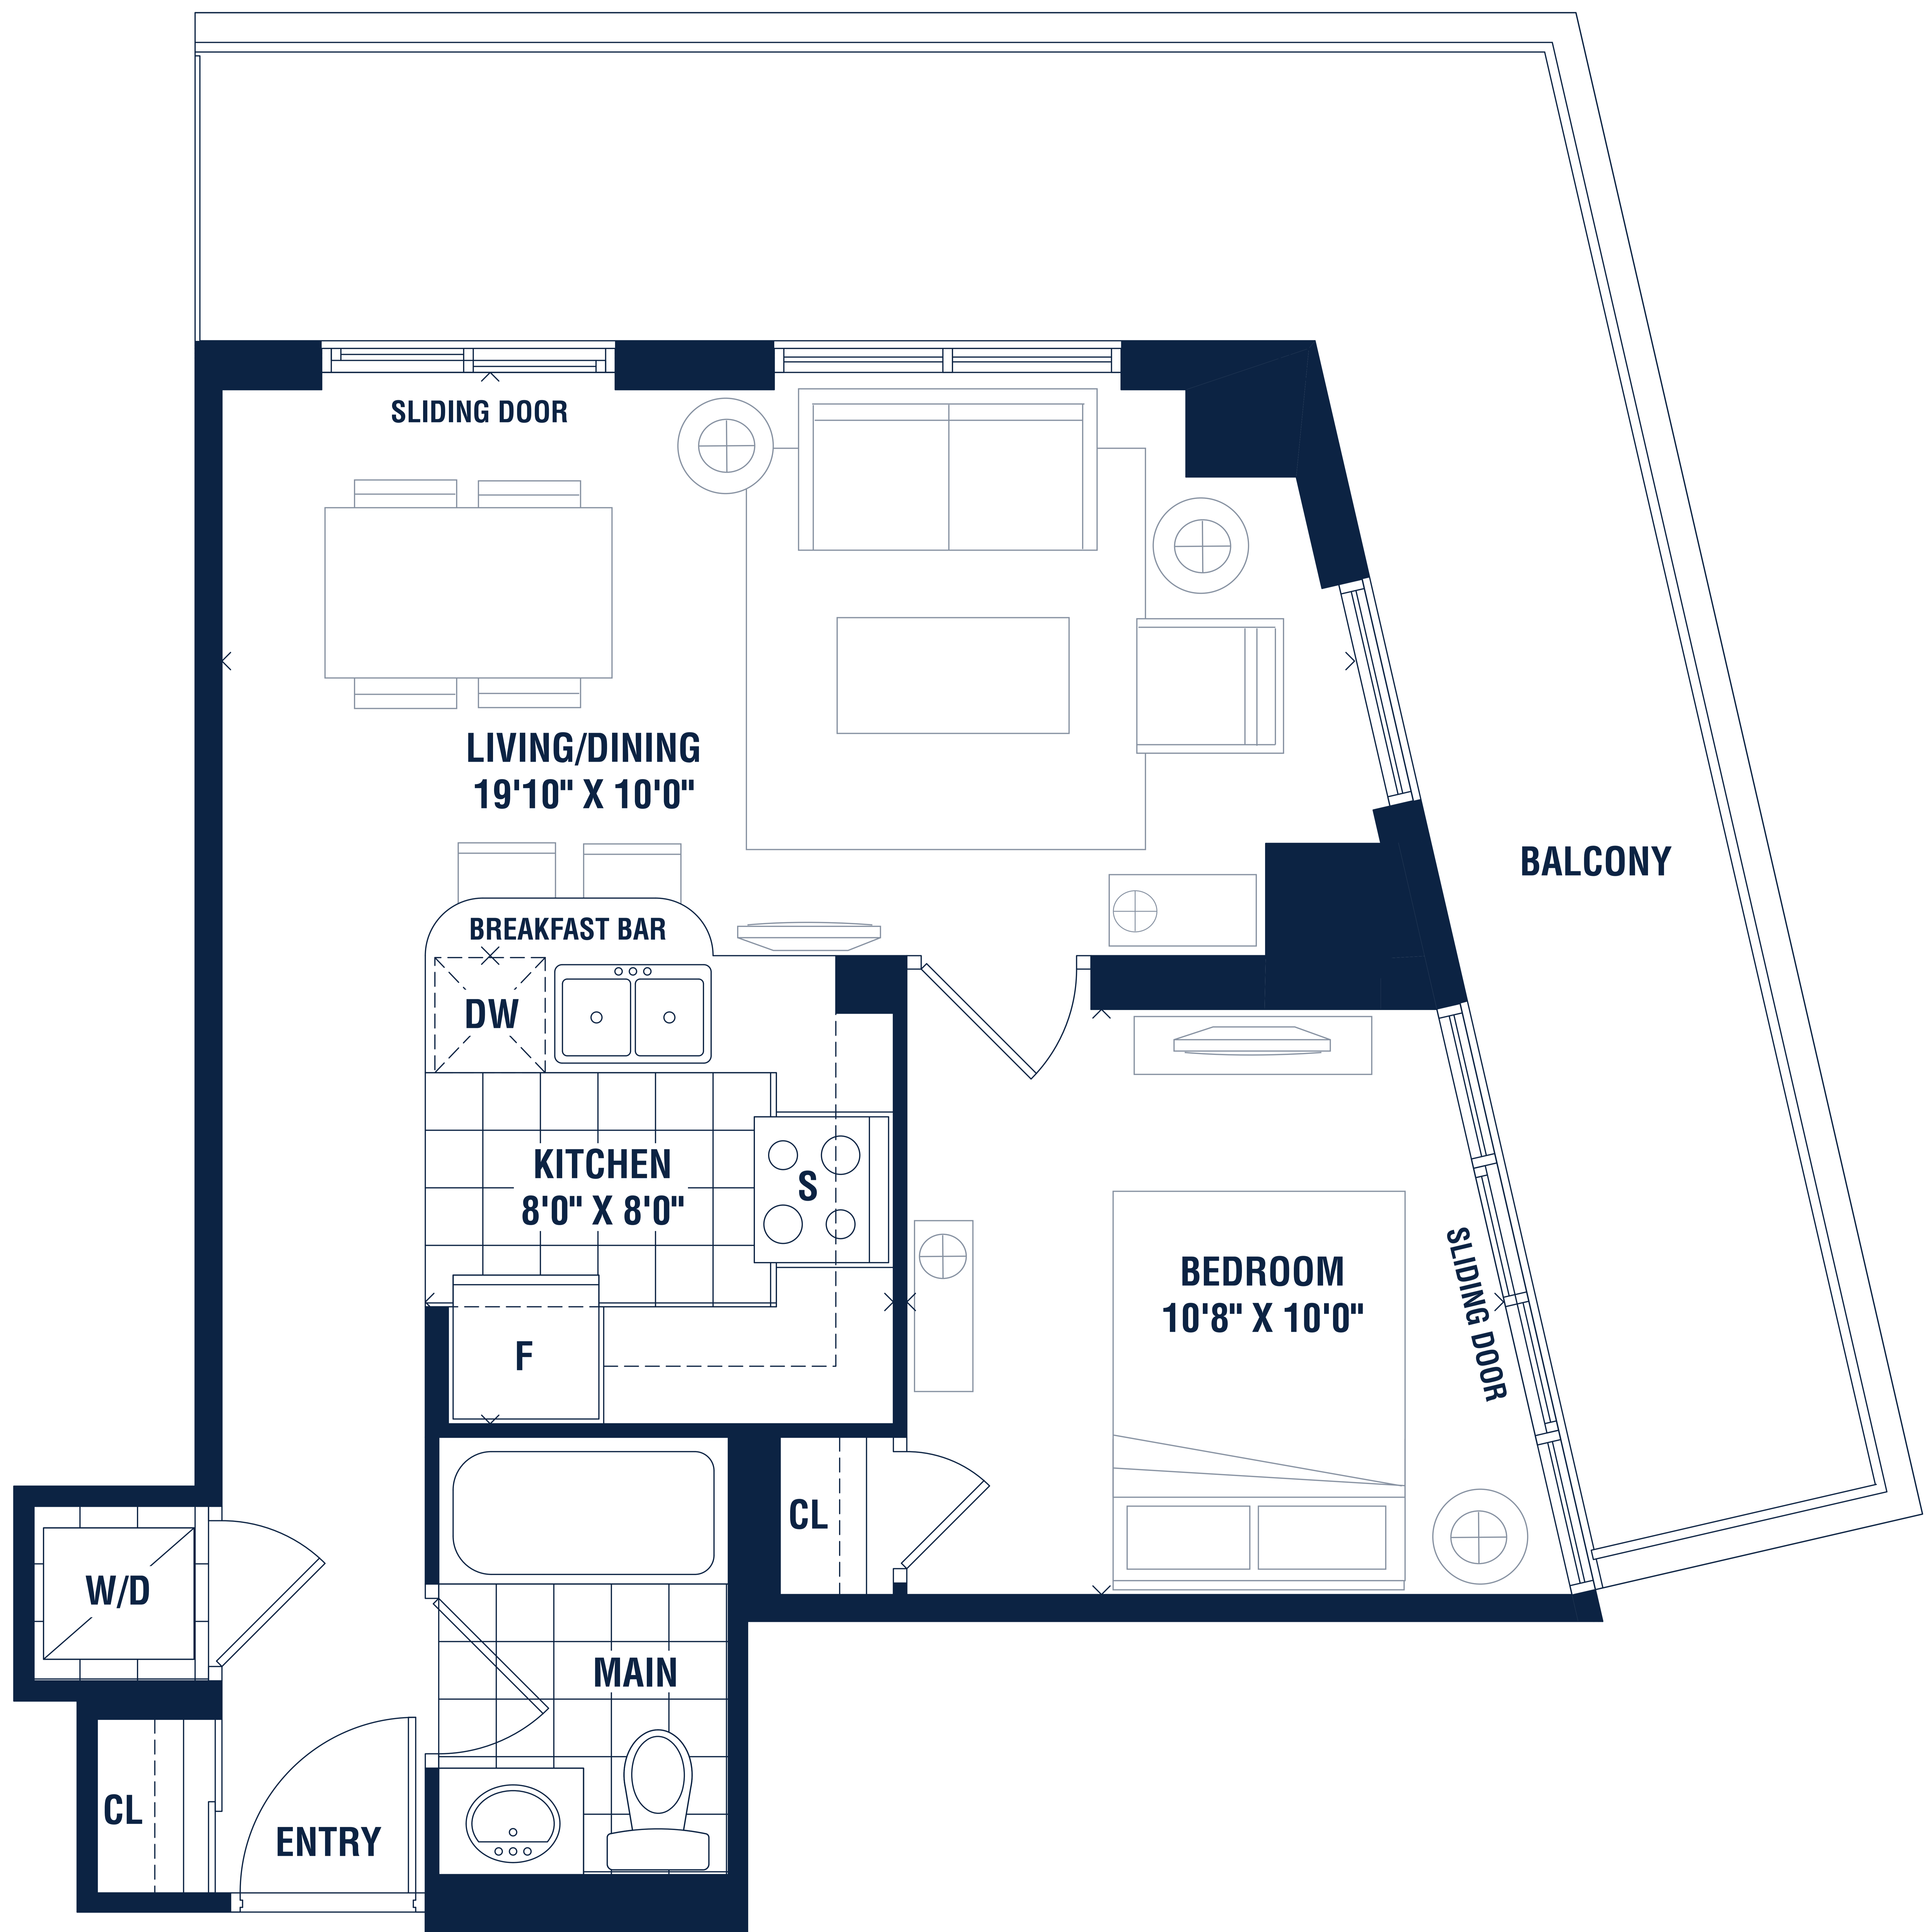 SLIDING DOOR
LIVING/DINING
19'10" X 10'0"
BALCONY
BREAKFAST BAR
DW
KITCHEN
8'0" X 8'0"
S
BEDROOM
10'8" X 10'0"
SLIDING DOOR
F
CL
W/D
MAIN
CL
ENTRY